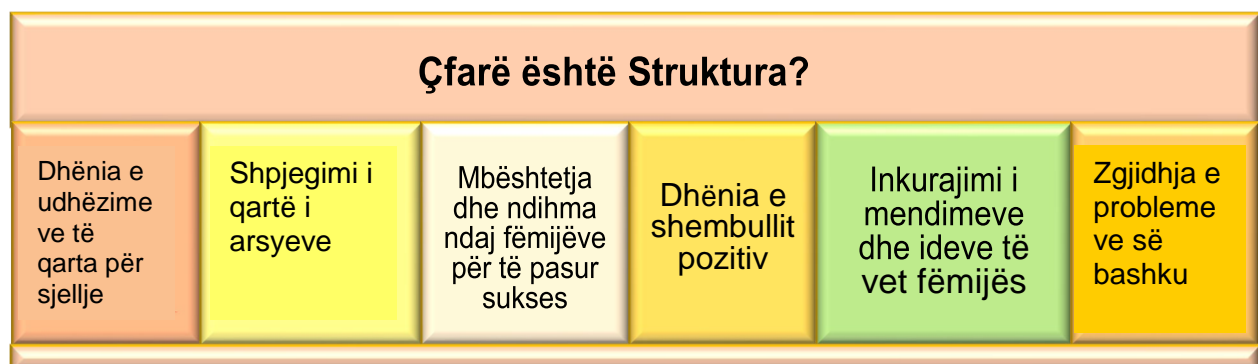 Çfarë është Struktura?
Dhënia e
udhëzime
ve të
qarta për
sjellje
Shpjegimi i
qartë i
arsyeve
Mbështetja
dhe ndihma
ndaj fëmijëve
për të pasur
sukses
Dhënia e
shembullit
pozitiv
Inkurajimi i
mendimeve
dhe ideve të
vet fëmijës
Zgjidhja e
probleme
ve së
bashku